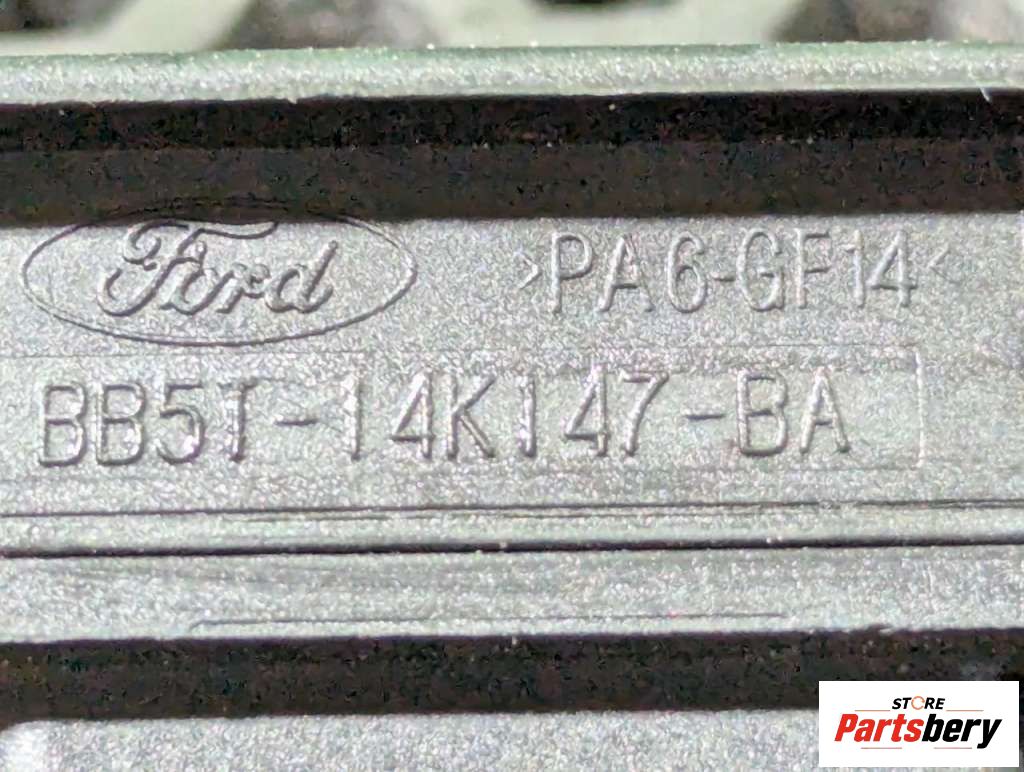 Ford >PA6-GF14<
BB5T-14K147-BA
STORE
Partsbery